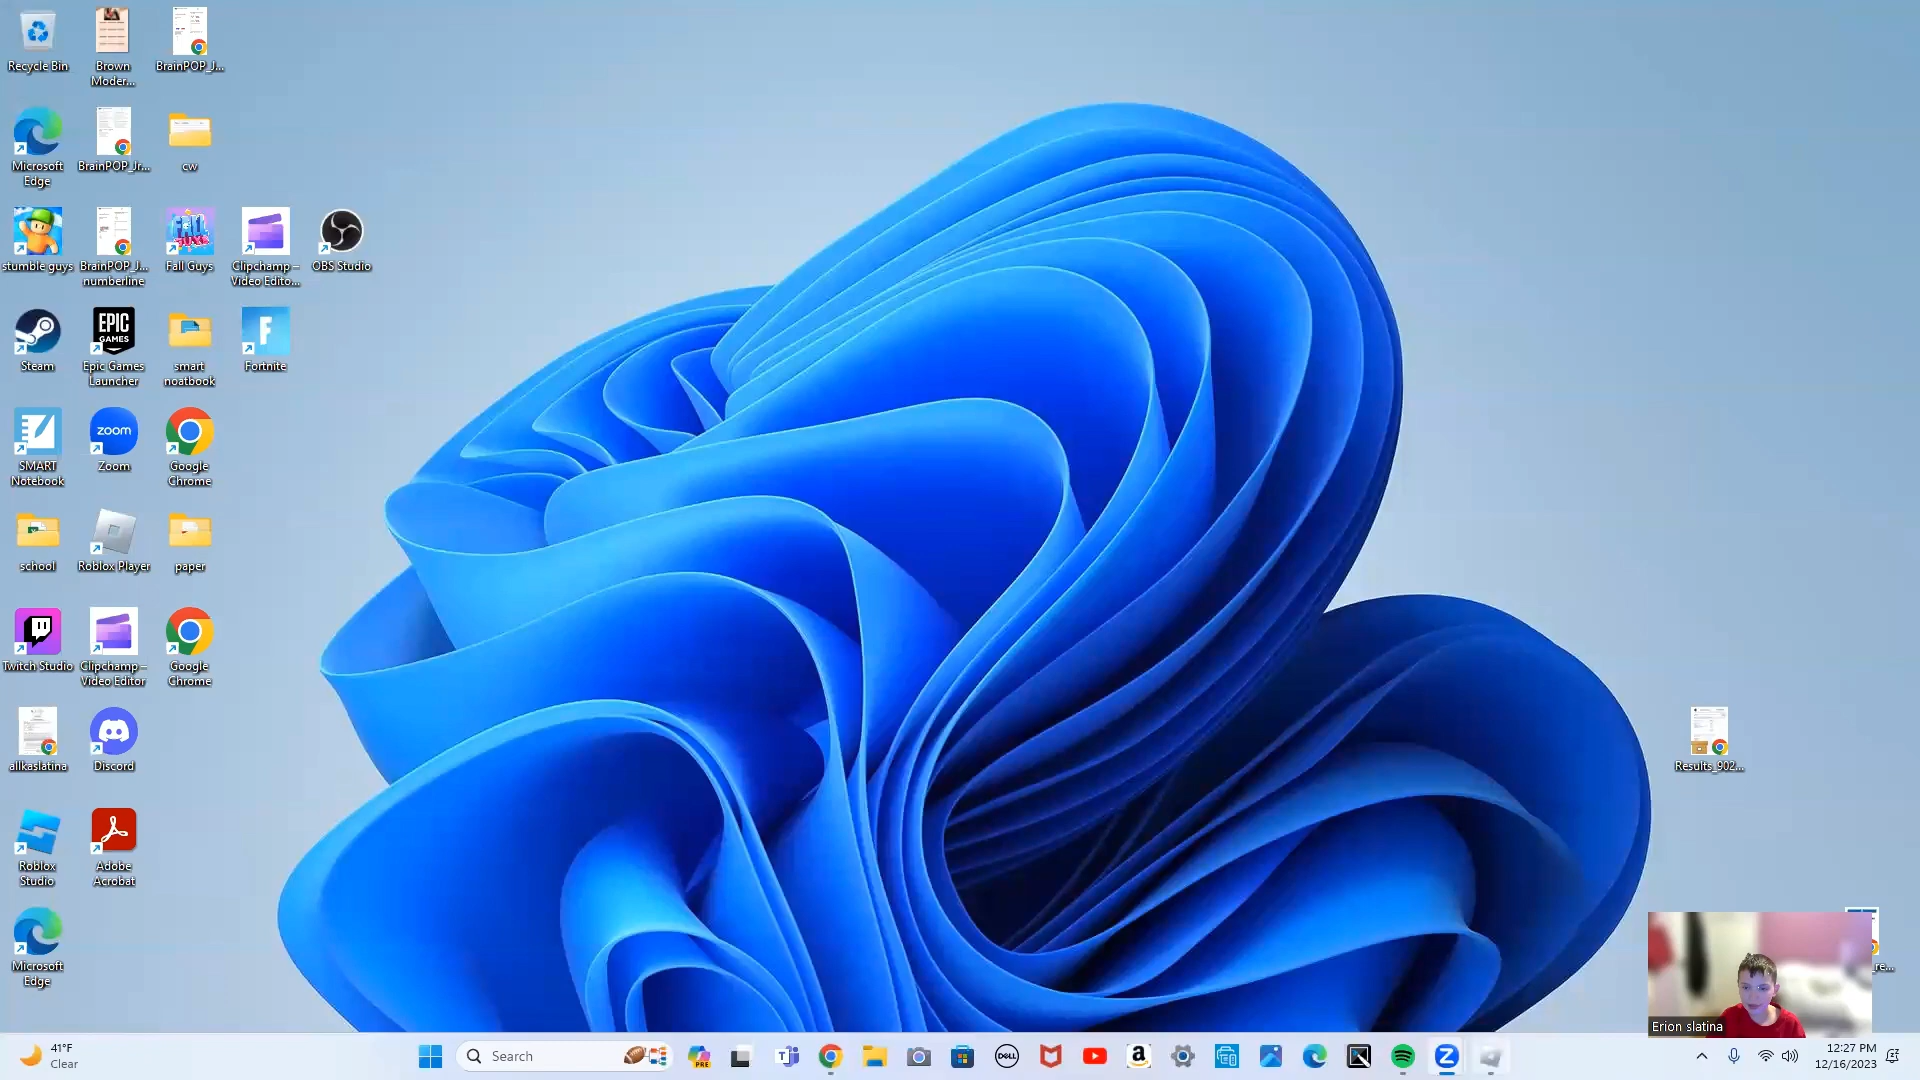 Recycle Bin
Brown
Moder...
BrainPOP_J...
Microsoft
Edge
BrainPOP_Jr...
cw
stumble guys
BrainPOP_J...
numberline
Fall Guys
Clipchamp –
Video Edito...
OBS Studio
Steam
EPIC
GAMES
Epic Games
Launcher
smart
noatbook
F
Fortnite
SMART
Notebook
zoom
Zoom
Google
Chrome
school
Roblox Player
paper
Twitch Studio
Clipchamp –
Video Editor
Google
Chrome
allkaslatina
Discord
Results_902...
Roblox
Studio
Adobe
Acrobat
Microsoft
Edge
_re...
Erion slatina
41°F
Clear
Search
PRE
DELL
12:27 PM
12/16/2023